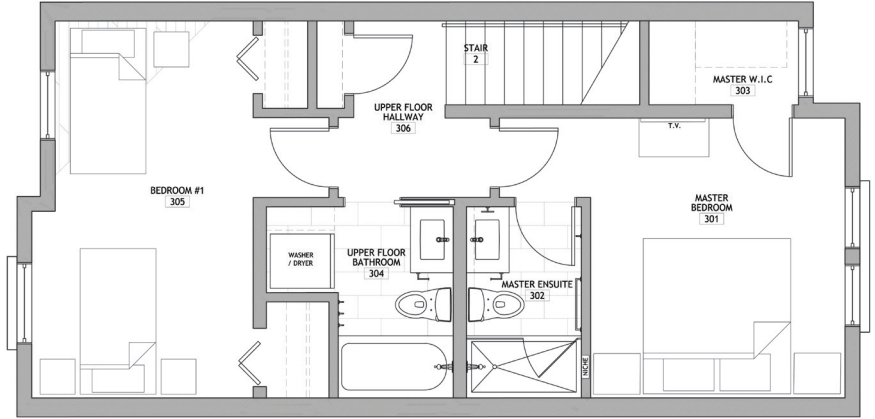 STAIR
2
MASTER W.I.C
303
UPPER FLOOR
HALLWAY
306
T.V.
BEDROOM #1
305
MASTER
BEDROOM
301
WASHER
/ DRYER
UPPER FLOOR
BATHROOM
304
MASTER ENSUITE
302
NICHE